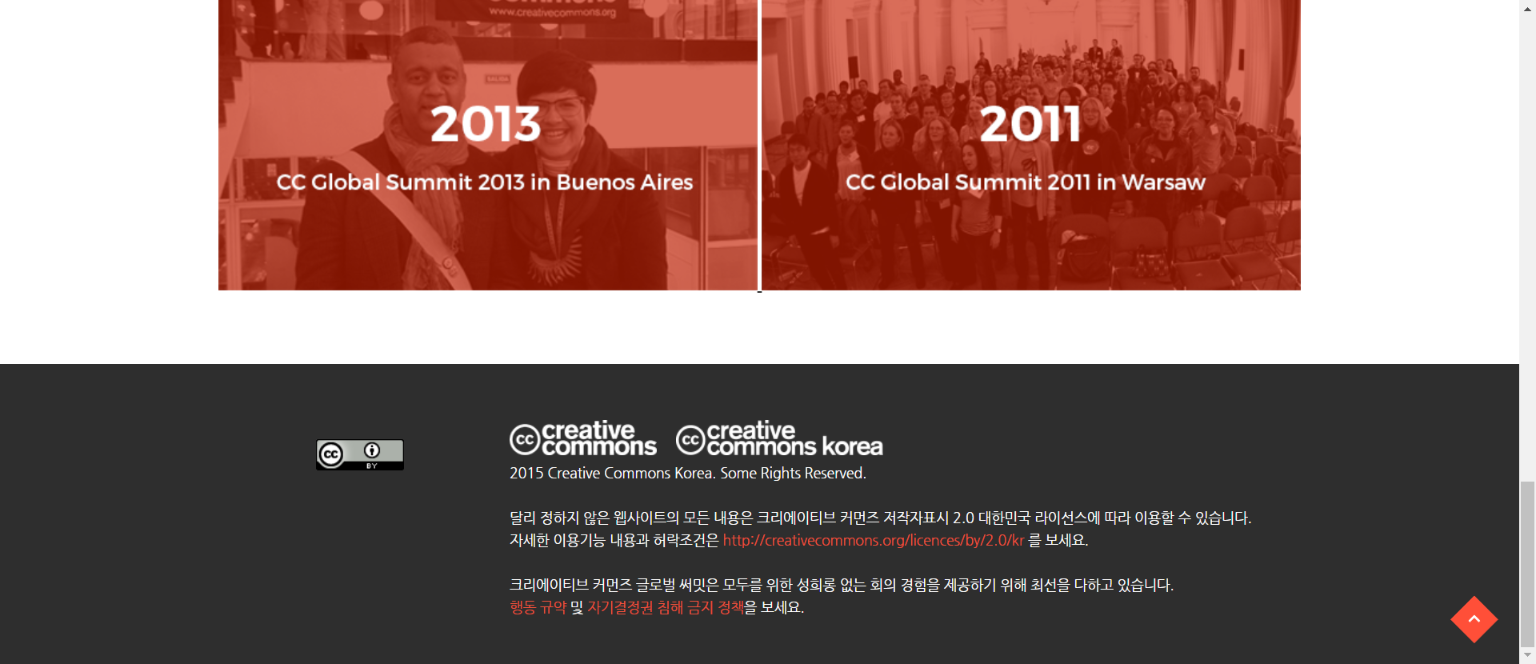 commons
www.creativecommons.org
SALIDA
2013
CC Global Summit 2013 in Buenos Aires
2011
CC Global Summit 2011 in Warsaw
cc
BY
cc creative commons
cc creative commons korea
2015 Creative Commons Korea. Some Rights Reserved.
달리 정하지 않은 웹사이트의 모든 내용은 크리에이티브 커먼즈 저작자표시 2.0 대한민국 라이선스에 따라 이용할 수 있습니다.
자세한 이용기능 내용과 허락조건은 http://creativecommons.org/licences/by/2.0/kr 를 보세요.
크리에이티브 커먼즈 글로벌 써밋은 모두를 위한 성희롱 없는 회의 경험을 제공하기 위해 최선을 다하고 있습니다.
행동 규약 및 자기결정권 침해 금지 정책을 보세요.